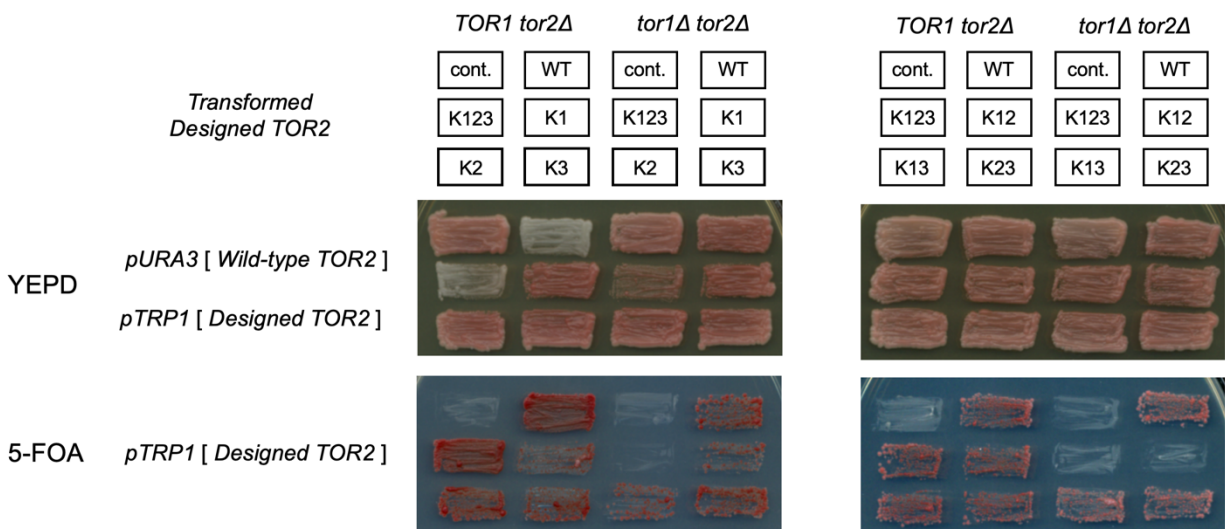 TOR1 tor2Δ tor1Δ tor2Δ TOR1 tor2Δ tor1Δ tor2Δ
cont. WT cont. WT cont. WT cont. WT
Transformed
Designed TOR2
K123 K1 K123 K1 K123 K12 K123 K12
K2 K3 K2 K3 K13 K23 K13 K23
YEPD
pURA3 [ Wild-type TOR2 ]
pTRP1 [ Designed TOR2 ]
5-FOA
pTRP1 [ Designed TOR2 ]